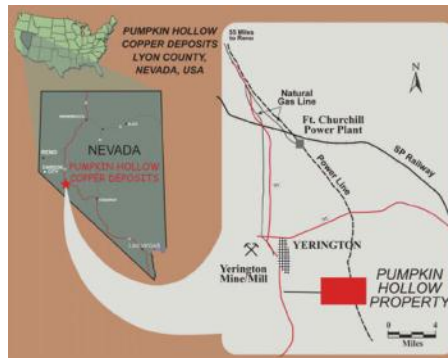 PUMPKIN HOLLOW
COPPER DEPOSITS
LYON COUNTY,
NEVADA, USA
NEVADA
RENO
CARSON
CITY
PUMPKIN HOLLOW
COPPER DEPOSITS
LAS VEGAS
55 Miles
to Reno
N
Natural
Gas Line
Ft. Churchill
Power Plant
SP Railway
Power Line
YERINGTON
Yerington
Mine/Mill
PUMPKIN
HOLLOW
PROPERTY
0 4
Miles